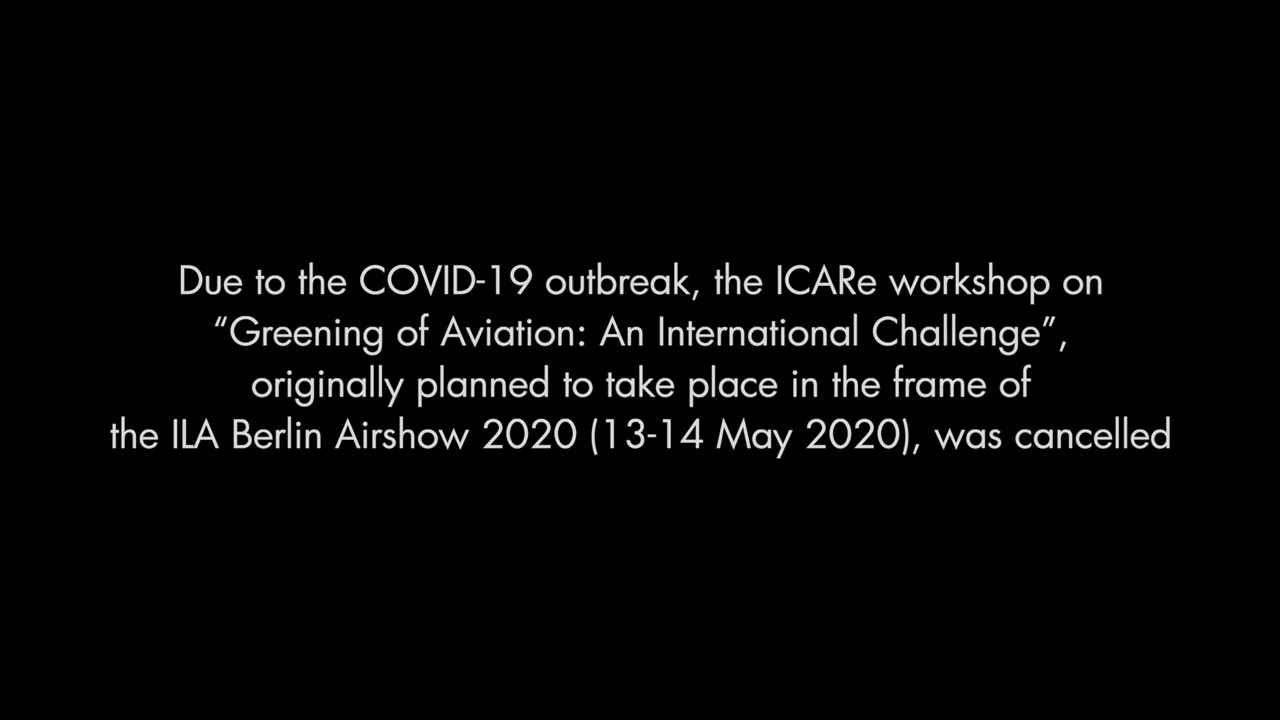 Due to the COVID-19 outbreak, the ICARe workshop on
“Greening of Aviation: An International Challenge”,
originally planned to take place in the frame of
the ILA Berlin Airshow 2020 (13-14 May 2020), was cancelled